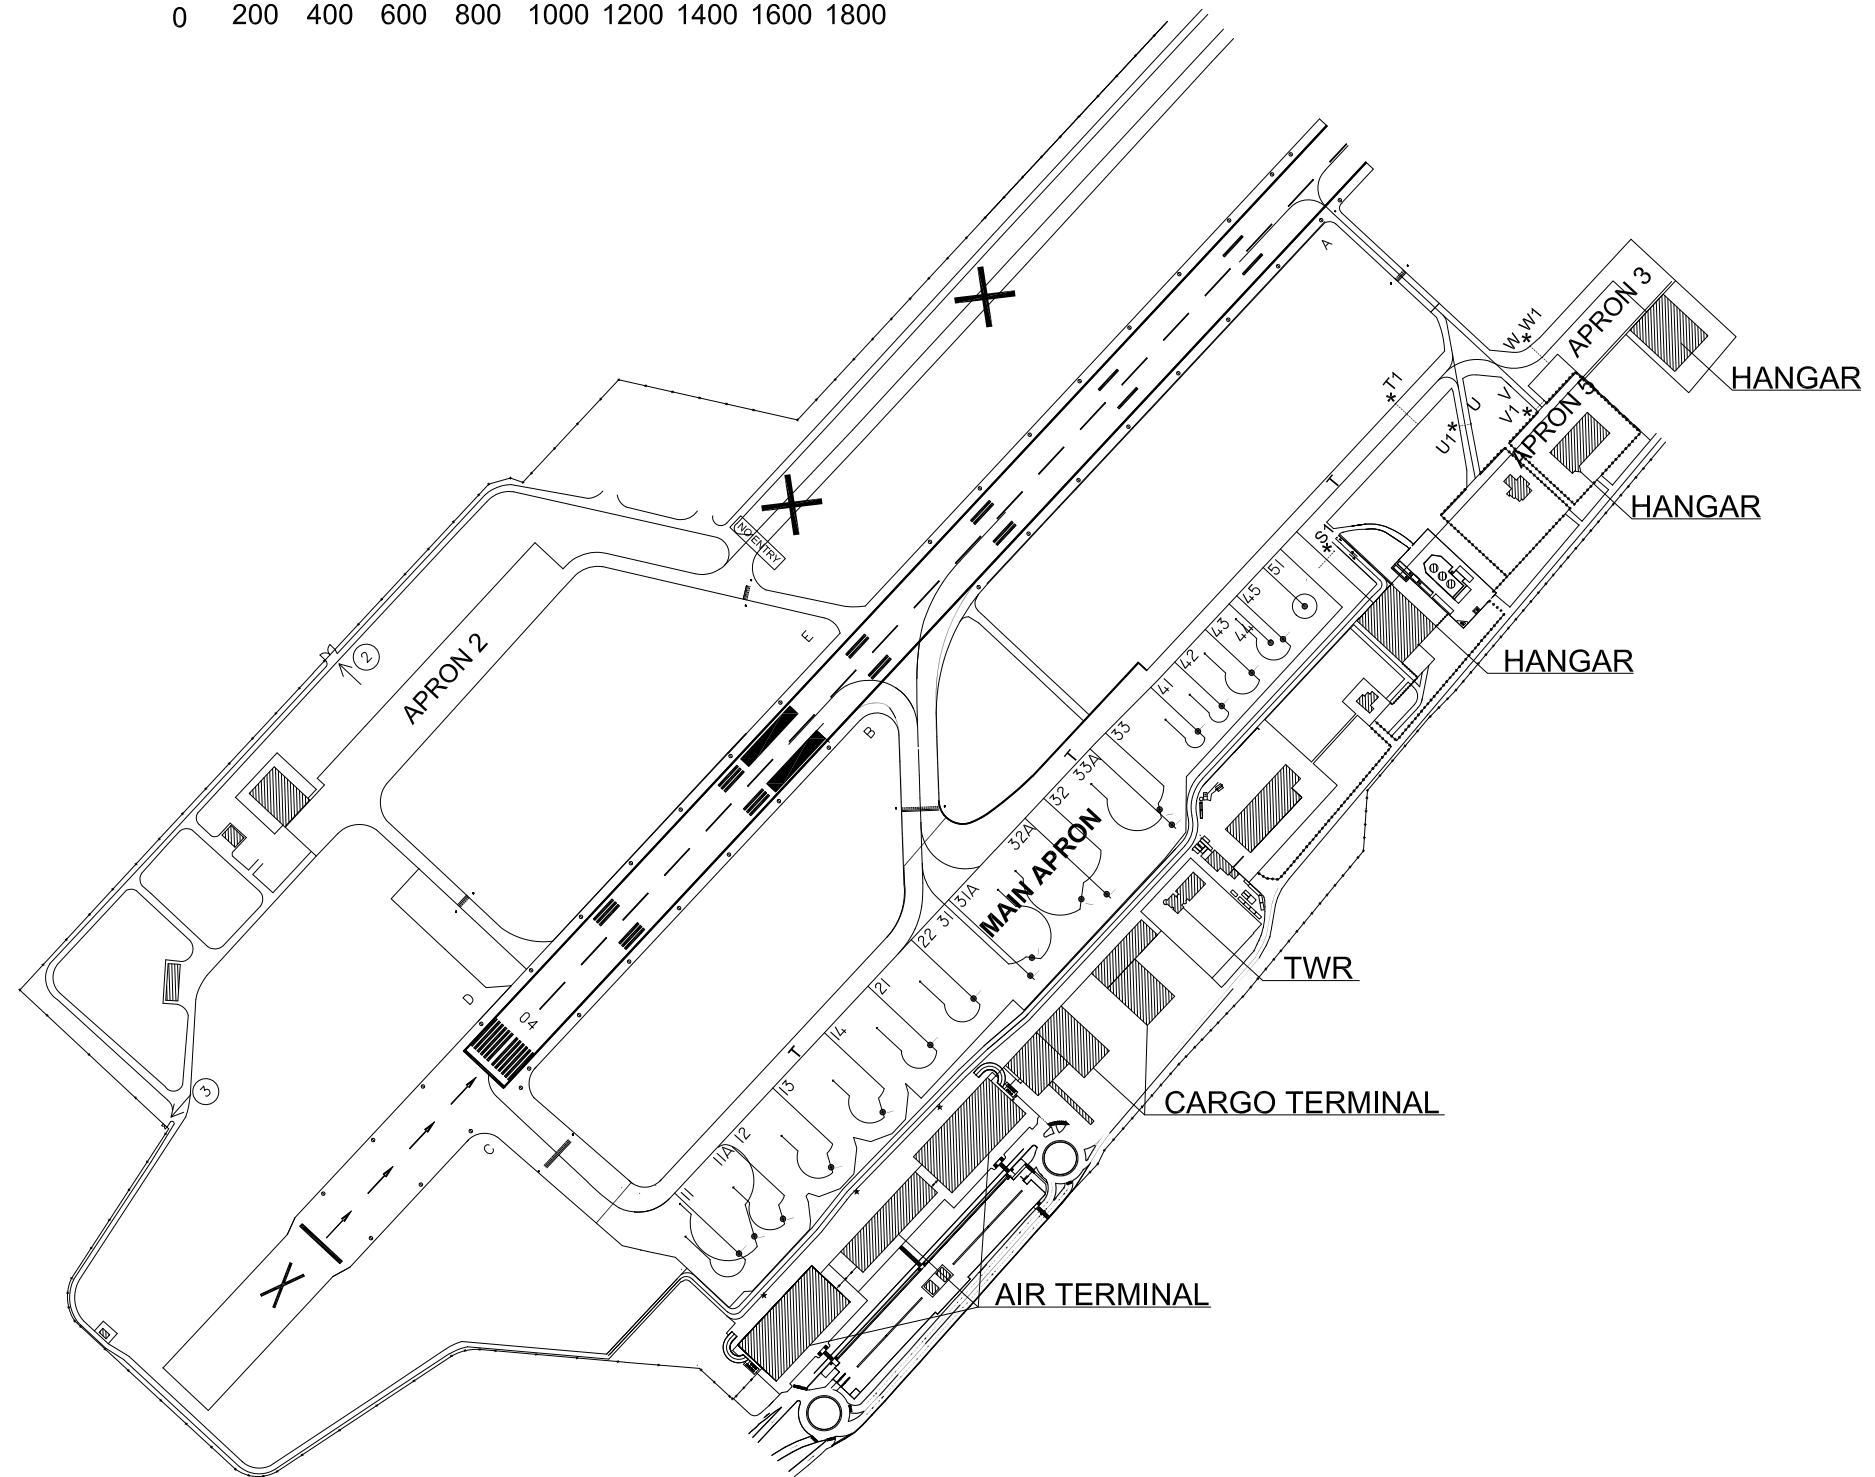 0 200 400 600 800 1000 1200 1400 1600 1800
A
APRON 3
W W1
HANGAR
T1
V
V1
U
U1
APRON 5
T
HANGAR
NO ENTRY
S1
51
45
44
43
42
41
HANGAR
E
2
APRON 2
B
T
33
33A
32
32A
MAIN APRON
31A
31
22
21
TWR
D
04
14
T
13
CARGO TERMINAL
3
C
12
11A
11
AIR TERMINAL